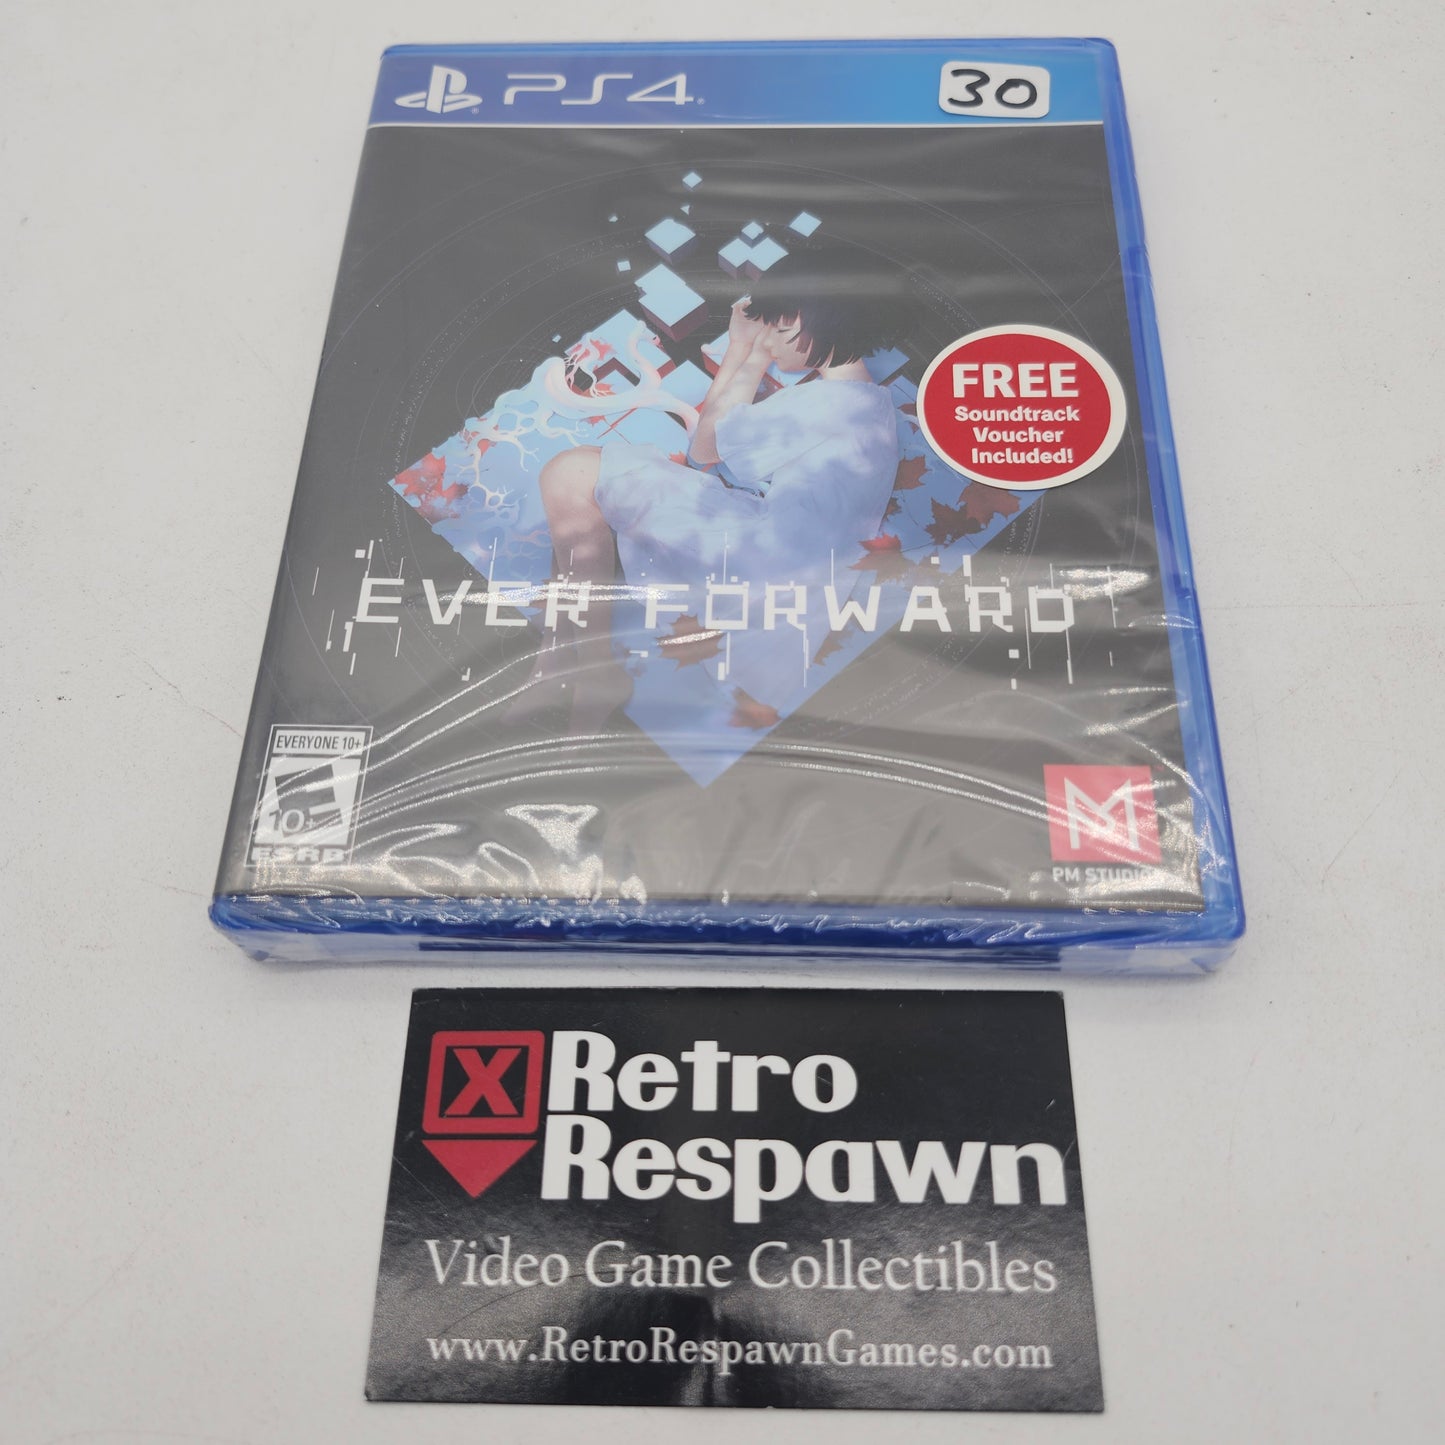 PS4
30
FREE
Soundtrack
Voucher
Included!
EVER FORWARD
EVERYONE 10+
10+
ESRB
PM STUDIOS
X Retro
Respawn
Video Game Collectibles
www.RetroRespawnGames.com